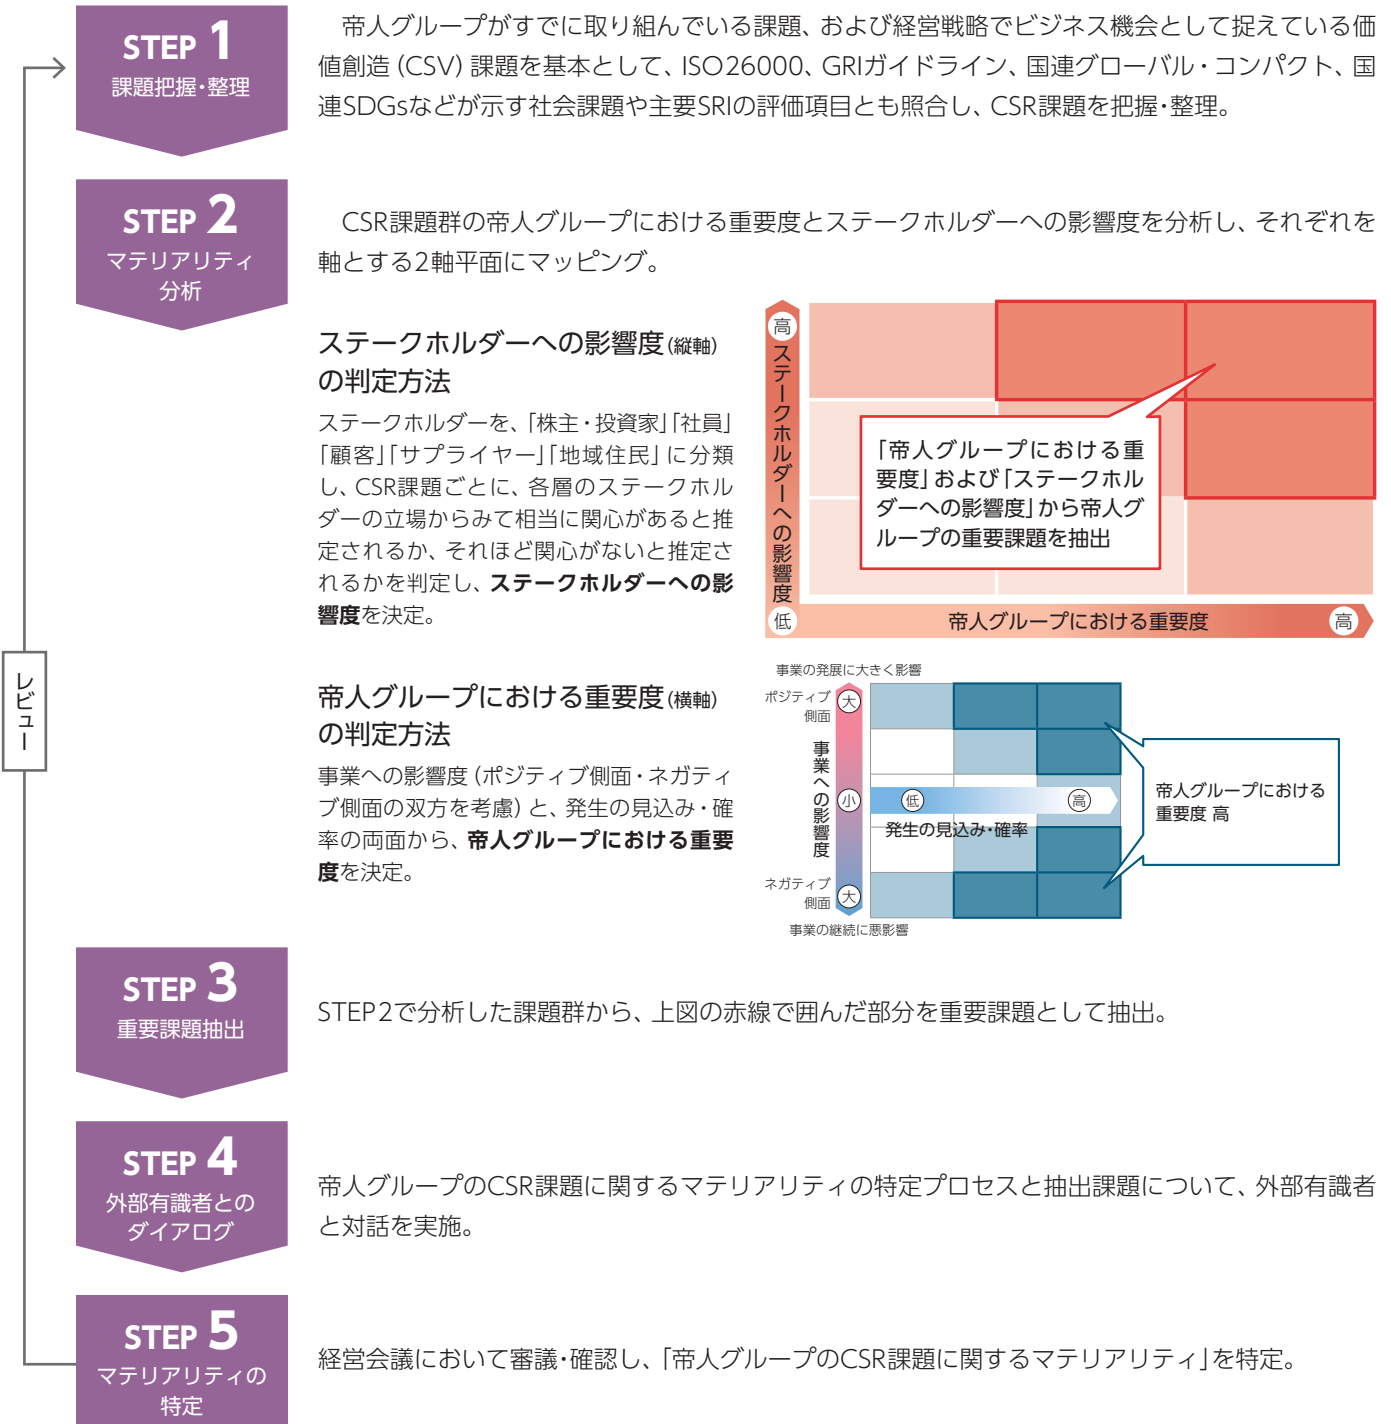 STEP 1
課題把握・整理
帝人グループがすでに取り組んでいる課題、および経営戦略でビジネス機会として捉えている価
値創造（CSV）課題を基本として、ISO26000、GRIガイドライン、国連グローバル・コンパクト、国
連SDGsなどが示す社会課題や主要SRIの評価項目とも照合し、CSR課題を把握・整理。
STEP 2
マテリアリティ
分析
CSR課題群の帝人グループにおける重要度とステークホルダーへの影響度を分析し、それぞれを
軸とする2軸平面にマッピング。
ステークホルダーへの影響度（縦軸）
の判定方法
ステークホルダーを、「株主・投資家」「社員」
「顧客」「サプライヤー」「地域住民」に分類
し、CSR課題ごとに、各層のステークホル
ダーの立場からみて相当に関心があると推
定されるか、それほど関心がないと推定さ
れるかを判定し、ステークホルダーへの影
響度を決定。
高
ステークホルダーへの影響度
低
「帝人グループにおける重
要度」および「ステークホル
ダーへの影響度」から帝人グ
ループの重要課題を抽出
帝人グループにおける重要度
高
帝人グループにおける重要度（横軸）
の判定方法
事業への影響度（ポジティブ側面・ネガティ
ブ側面の双方を考慮）と、発生の見込み・確
率の両面から、帝人グループにおける重要
度を決定。
事業の発展に大きく影響
ポジティブ
側面
大
事業への影響度
小
低
高
発生の見込み・確率
ネガティブ
側面
大
事業の継続に悪影響
帝人グループにおける
重要度 高
レビュー
STEP 3
重要課題抽出
STEP2で分析した課題群から、上図の赤線で囲んだ部分を重要課題として抽出。
STEP 4
外部有識者との
ダイアログ
帝人グループのCSR課題に関するマテリアリティの特定プロセスと抽出課題について、外部有識者
と対話を実施。
STEP 5
マテリアリティの
特定
経営会議において審議・確認し、「帝人グループのCSR課題に関するマテリアリティ」を特定。